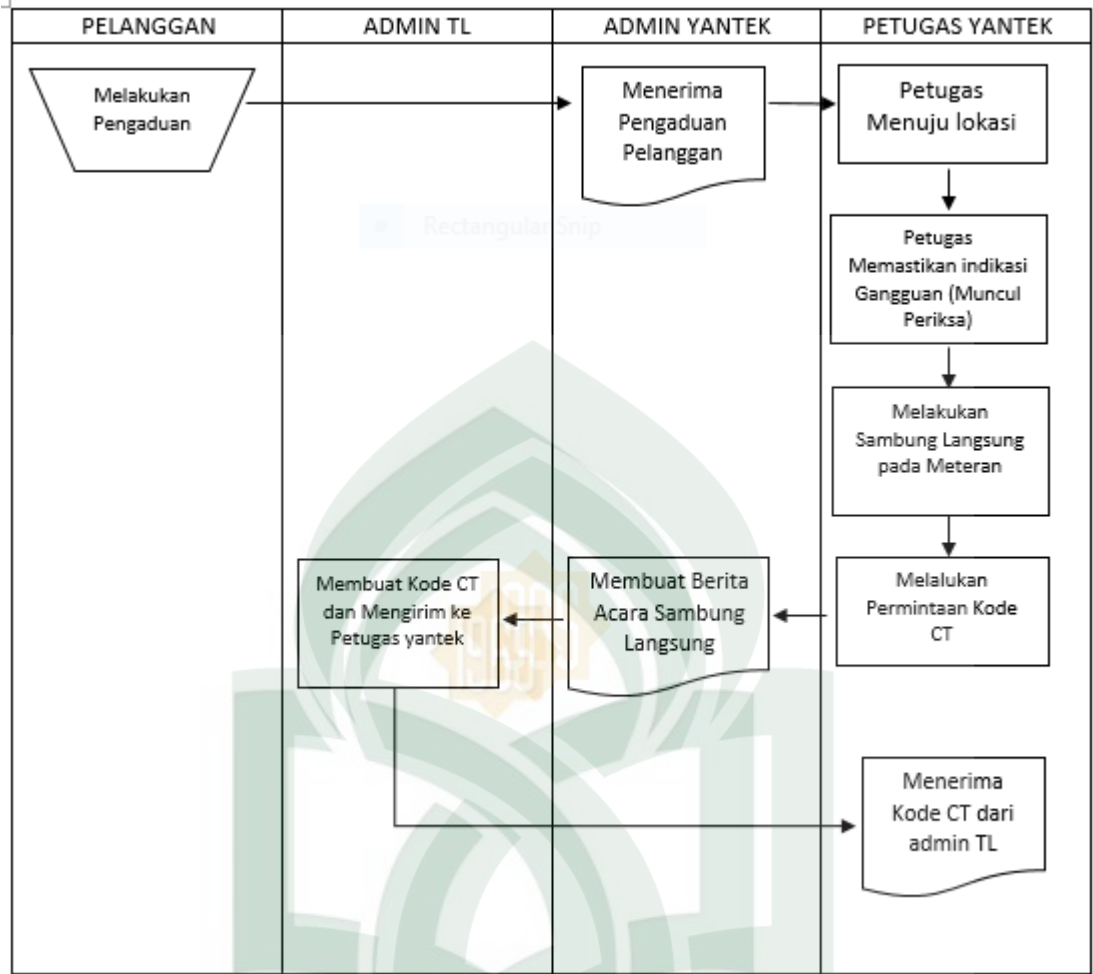 PELANGGAN
ADMIN TL
ADMIN YANTEK
PETUGAS YANTEK
Melakukan
Pengaduan
Menerima
Pengaduan
Pelanggan
Petugas
Menuju lokasi
Rectangular Snip
Petugas
Memastikan indikasi
Gangguan (Muncul
Periksa)
Melakukan
Sambung Langsung
pada Meteran
Melalukan
Permintaan Kode
CT
Membuat Berita
Acara Sambung
Langsung
Membuat Kode CT
dan Mengirim ke
Petugas yantek
Menerima
Kode CT dari
admin TL